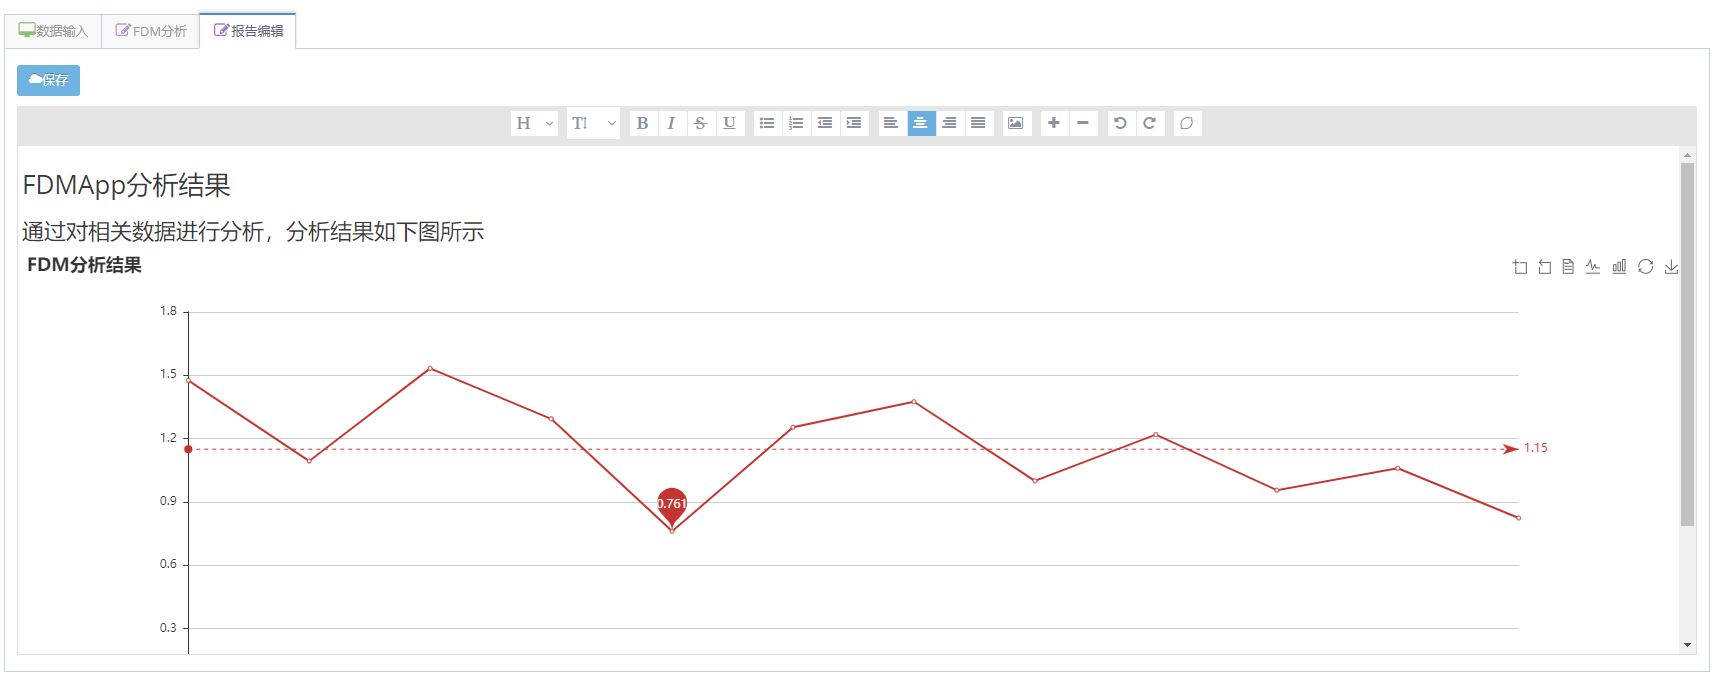 数据输入 FDM分析 报告编辑
保存
H T B I S U
FDMApp分析结果
通过对相关数据进行分析，分析结果如下图所示
FDM分析结果
1.8
1.5
1.2
1.15
0.9
0.761
0.6
0.3